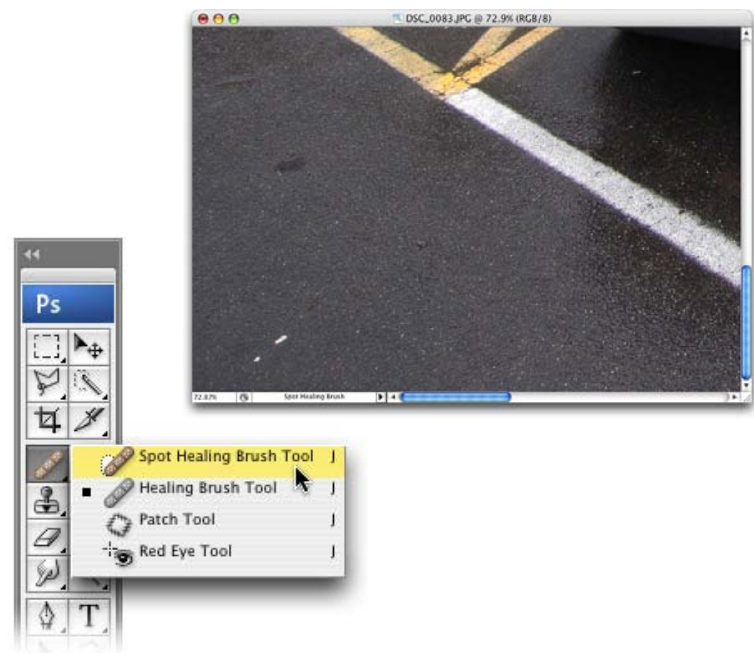 DSC_0083.JPG @ 72.9% (RGB/8)
72.87%
Spot Healing Brush
Ps
Spot Healing Brush Tool J
Healing Brush Tool J
Patch Tool J
Red Eye Tool J
T